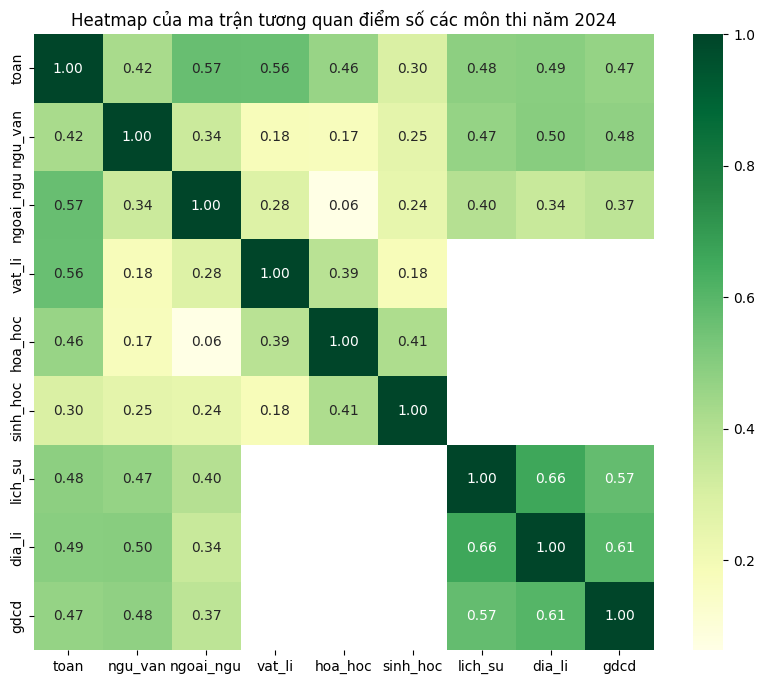 Heatmap của ma trận tương quan điểm số các môn thi năm 2024
toan 1.00 0.42 0.57 0.56 0.46 0.30 0.48 0.49 0.47
ngu_van 0.42 1.00 0.34 0.18 0.17 0.25 0.47 0.50 0.48
ngoai_ngu 0.57 0.34 1.00 0.28 0.06 0.24 0.40 0.34 0.37
vat_li 0.56 0.18 0.28 1.00 0.39 0.18
hoa_hoc 0.46 0.17 0.06 0.39 1.00 0.41
sinh_hoc 0.30 0.25 0.24 0.18 0.41 1.00
lich_su 0.48 0.47 0.40 1.00 0.66 0.57
dia_li 0.49 0.50 0.34 0.66 1.00 0.61
gdcd 0.47 0.48 0.37 0.57 0.61 1.00
toan ngu_van ngoai_ngu vat_li hoa_hoc sinh_hoc lich_su dia_li gdcd
1.0
0.8
0.6
0.4
0.2